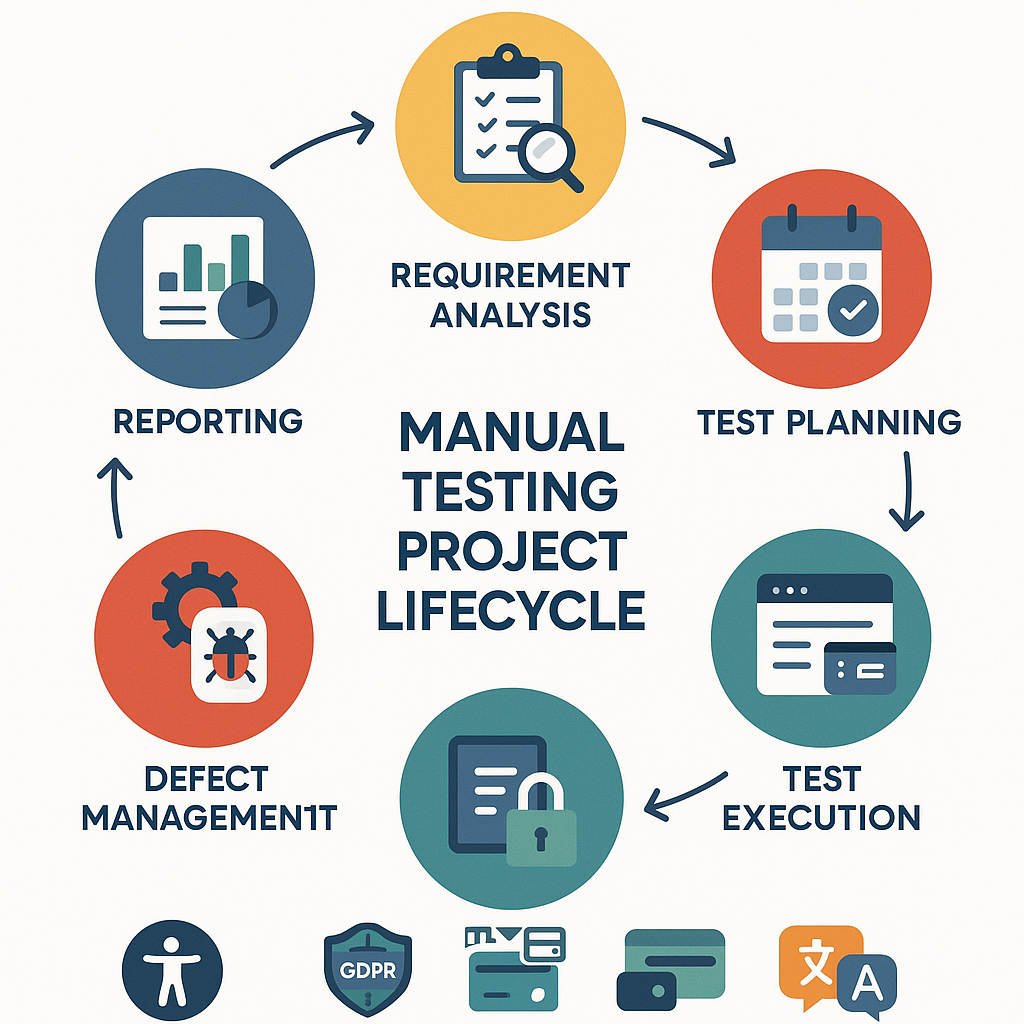 REQUIREMENT
ANALYSIS
REPORTING
TEST PLANNING
MANUAL
TESTING
PROJECT
LIFECYCLE
DEFECT
MANAGEMEN1T
TEST
EXECUTION
GDPR
文
A